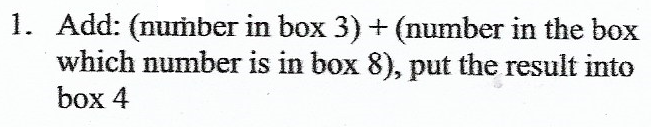 1. Add: (number in box 3) + (number in the box
which number is in box 8), put the result into
box 4